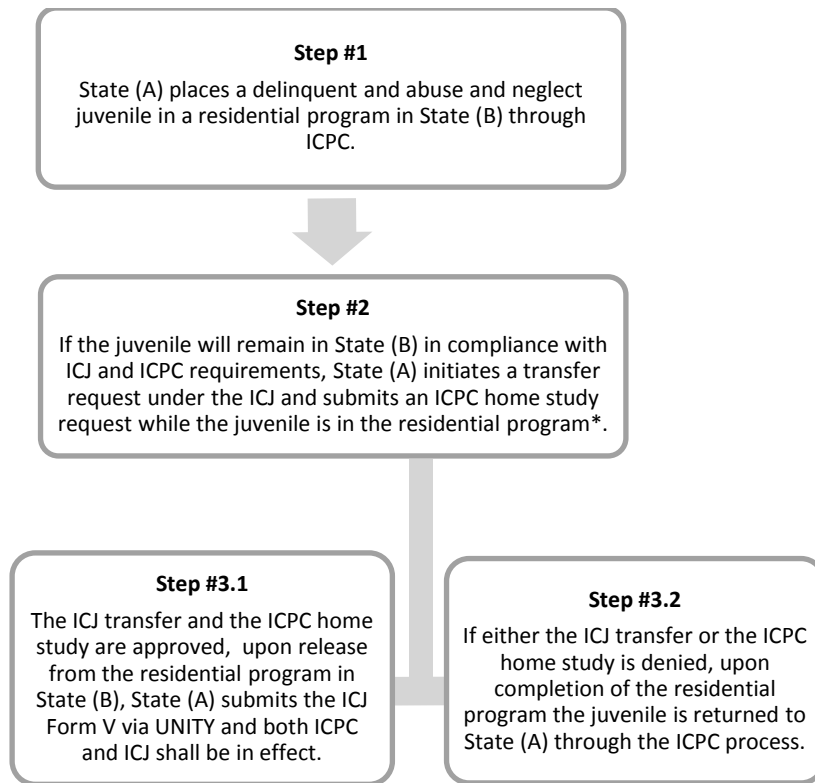 Step #1
State (A) places a delinquent and abuse and neglect
juvenile in a residential program in State (B) through
ICPC.
Step #2
If the juvenile will remain in State (B) in compliance with
ICJ and ICPC requirements, State (A) initiates a transfer
request under the ICJ and submits an ICPC home study
request while the juvenile is in the residential program*.
Step #3.1
The ICJ transfer and the ICPC home
study are approved, upon release
from the residential program in
State (B), State (A) submits the ICJ
Form V via UNITY and both ICPC
and ICJ shall be in effect.
Step #3.2
If either the ICJ transfer or the ICPC
home study is denied, upon
completion of the residential
program the juvenile is returned to
State (A) through the ICPC process.